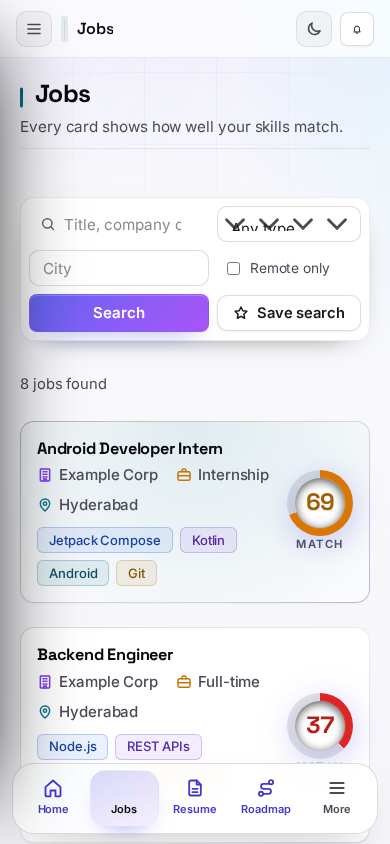 Jobs
Jobs
Every card shows how well your skills match.
Title, company
Any type
City
Remote only
Search
Save search
8 jobs found
Android Developer Intern
Example Corp Internship
Hyderabad
69
MATCH
Jetpack Compose Kotlin
Android Git
Backend Engineer
Example Corp Full-time
Hyderabad
37
Node.js REST APIs
Home Jobs Resume Roadmap More